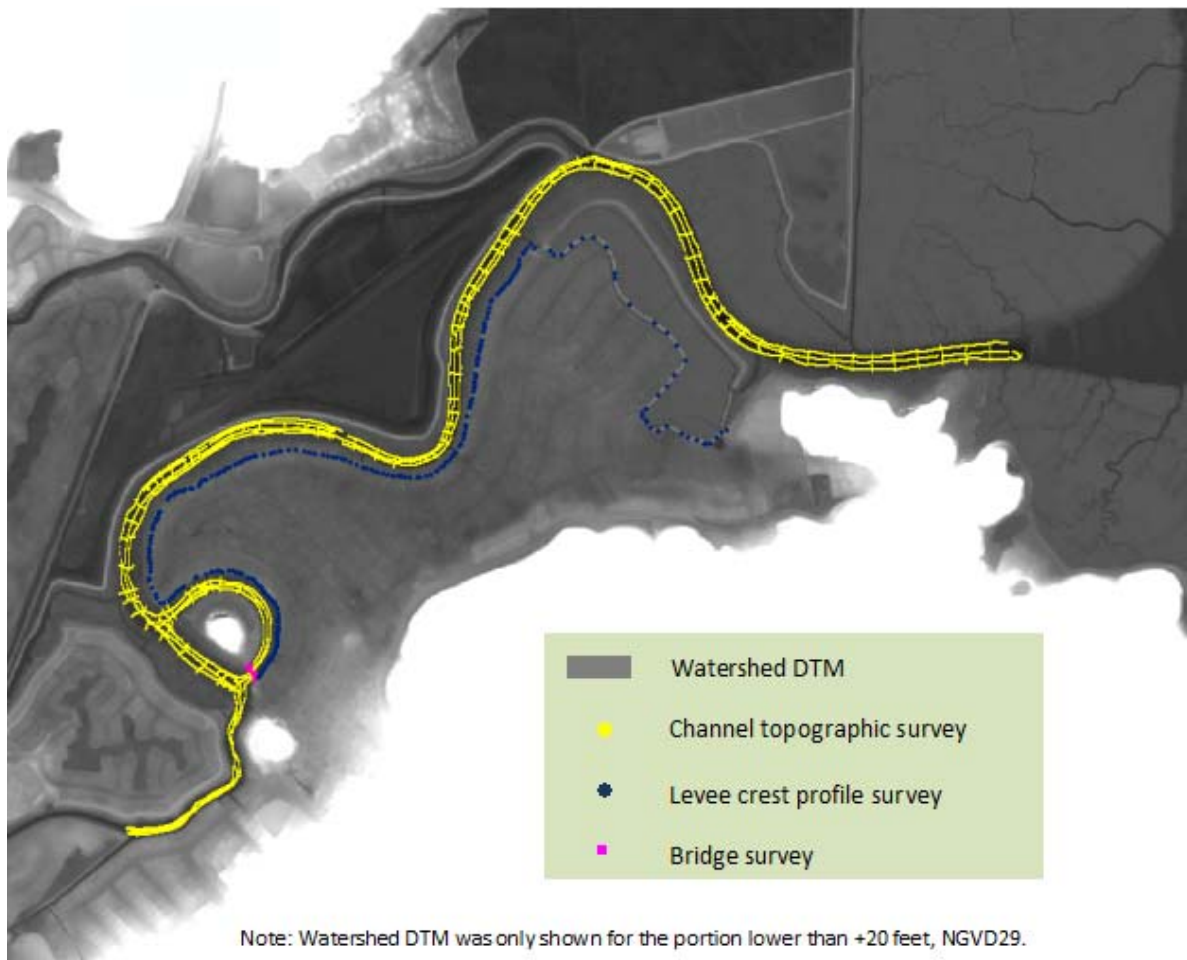 Watershed DTM
Channel topographic survey
Levee crest profile survey
Bridge survey
Note: Watershed DTM was only shown for the portion lower than +20 feet, NGVD29.